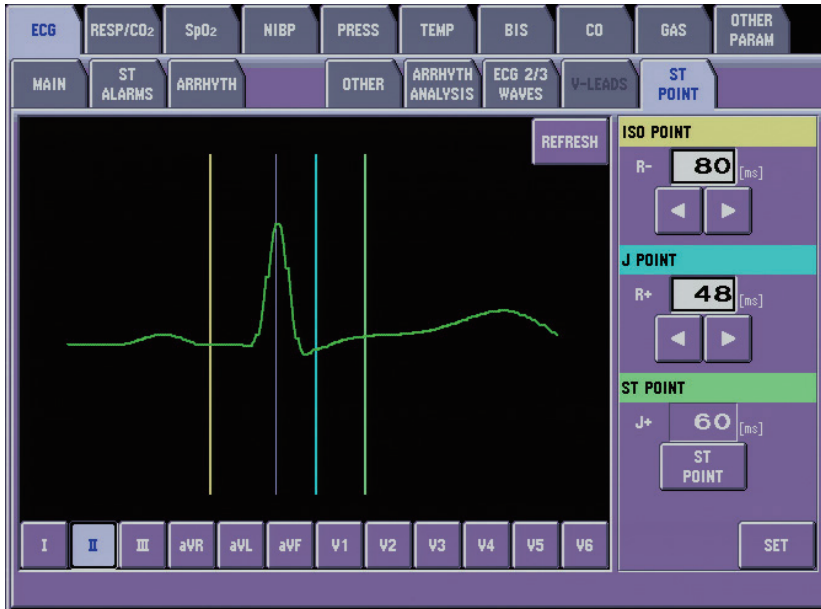 ECG RESP/CO₂ SpO₂ NIBP PRESS TEMP BIS CO GAS OTHER PARAM
MAIN ST ALARMS ARRHYTH OTHER ARRHYTH ANALYSIS ECG 2/3 WAVES V-LEADS ST POINT
REFRESH
ISO POINT
R- 80 [ms]
J POINT
R+ 48 [ms]
ST POINT
J+ 60 [ms]
ST
POINT
I II III aVR aVL aVF V1 V2 V3 V4 V5 V6 SET